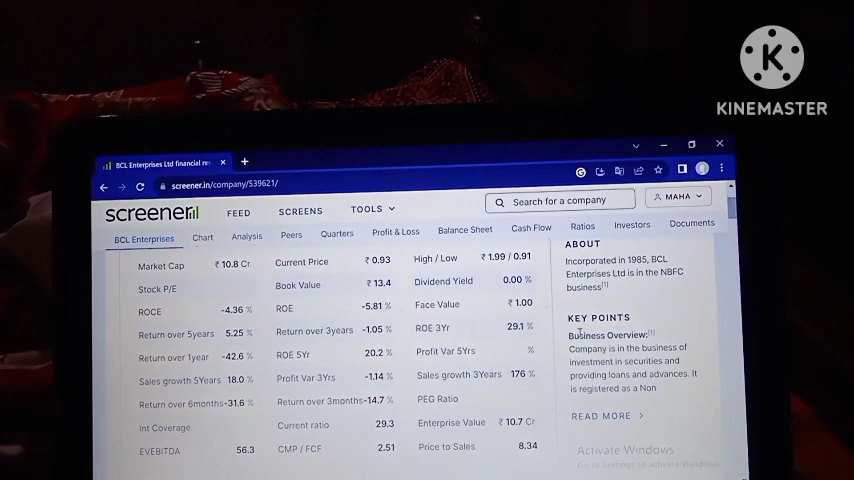 KINEMASTER
BCL Enterprises Ltd financial re
screener.in/company/539621/
screener
FEED
SCREENS
TOOLS
Search for a company
MAHA
BCL Enterprises
Chart
Analysis
Peers
Quarters
Profit & Loss
Balance Sheet
Cash Flow
Ratios
Investors
Documents
Market Cap ₹ 10.8 Cr. Current Price ₹ 0.93 High / Low ₹ 1.99 / 0.91
Stock P/E Book Value ₹ 13.4 Dividend Yield 0.00 %
ROCE -4.36 % ROE -5.81 % Face Value ₹ 1.00
Return over 5years 5.25 % Return over 3years -1.05 % ROE 3Yr 29.1 %
Return over 1year -42.6 % ROE 5Yr 20.2 % Profit Var 5Yrs %
Sales growth 5Years 18.0 % Profit Var 3Yrs -1.14 % Sales growth 3Years 176 %
Return over 6months -31.6 % Return over 3months -14.7 % PEG Ratio
Int Coverage Current ratio 29.3 Enterprise Value ₹ 10.7 Cr.
EVEBITDA 56.3 CMP / FCF 2.51 Price to Sales 8.34
ABOUT
Incorporated in 1985, BCL
Enterprises Ltd is in the NBFC
business[1]
KEY POINTS
Business Overview:[1]
Company is in the business of
investment in securities and
providing loans and advances. It
is registered as a Non
READ MORE
Activate Windows
Go to Settings to activate Windows.